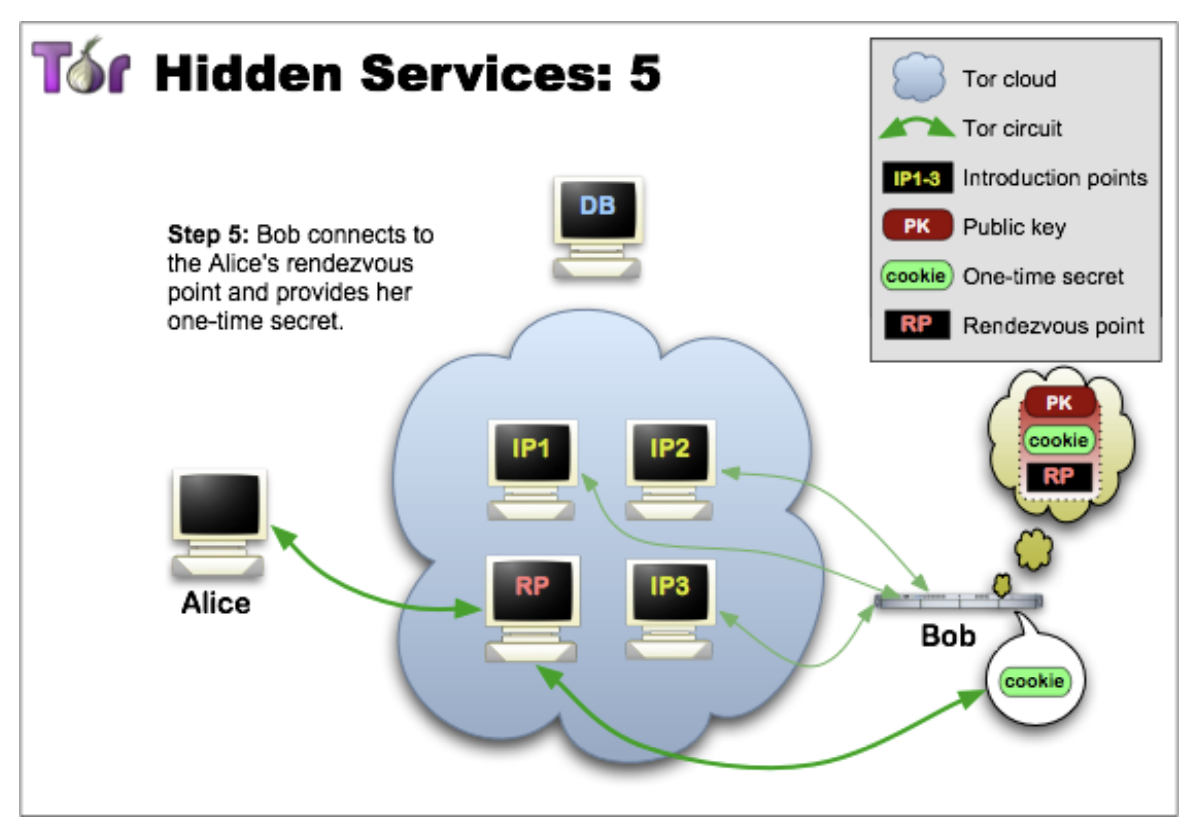 Tor Hidden Services: 5
Tor cloud
Tor circuit
IP1-3 Introduction points
PK Public key
cookie One-time secret
RP Rendezvous point
DB
Step 5: Bob connects to
the Alice's rendezvous
point and provides her
one-time secret.
PK
cookie
RP
IP1 IP2
RP IP3
Alice
Bob
cookie